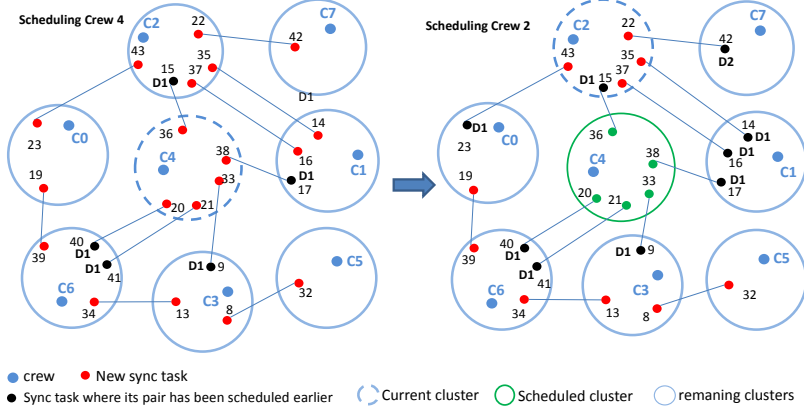 Scheduling Crew 4
22
C7
C2
42
43
35
15
37
D1
D1
23
C0
14
36
38
16
C1
C4
D1
19
33
17
20
21
40
D1
D1
41
39
D1
9
C5
C6
C3
32
34
13
8
Scheduling Crew 2
22
C7
C2
42
43
35
D2
D1
15
37
D1
C0
14
D1
23
36
38
D1
C1
16
C4
D1
17
19
33
20
21
40
D1
D1
41
39
D1
9
C5
C6
C3
32
34
13
8
crew
New sync task
Sync task where its pair has been scheduled earlier
Current cluster
Scheduled cluster
remaning clusters